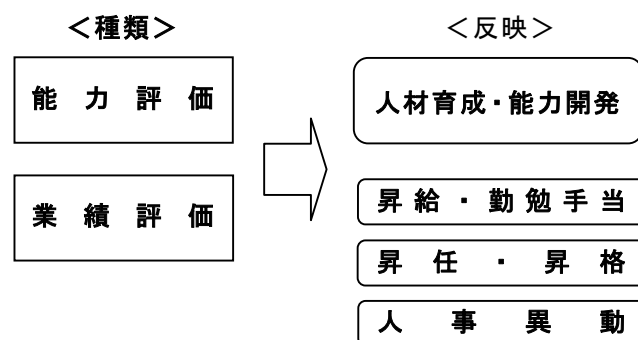 ＜種類＞
能力評価
業績評価
＜反映＞
人材育成・能力開発
昇給・勤勉手当
昇任・昇格
人事異動